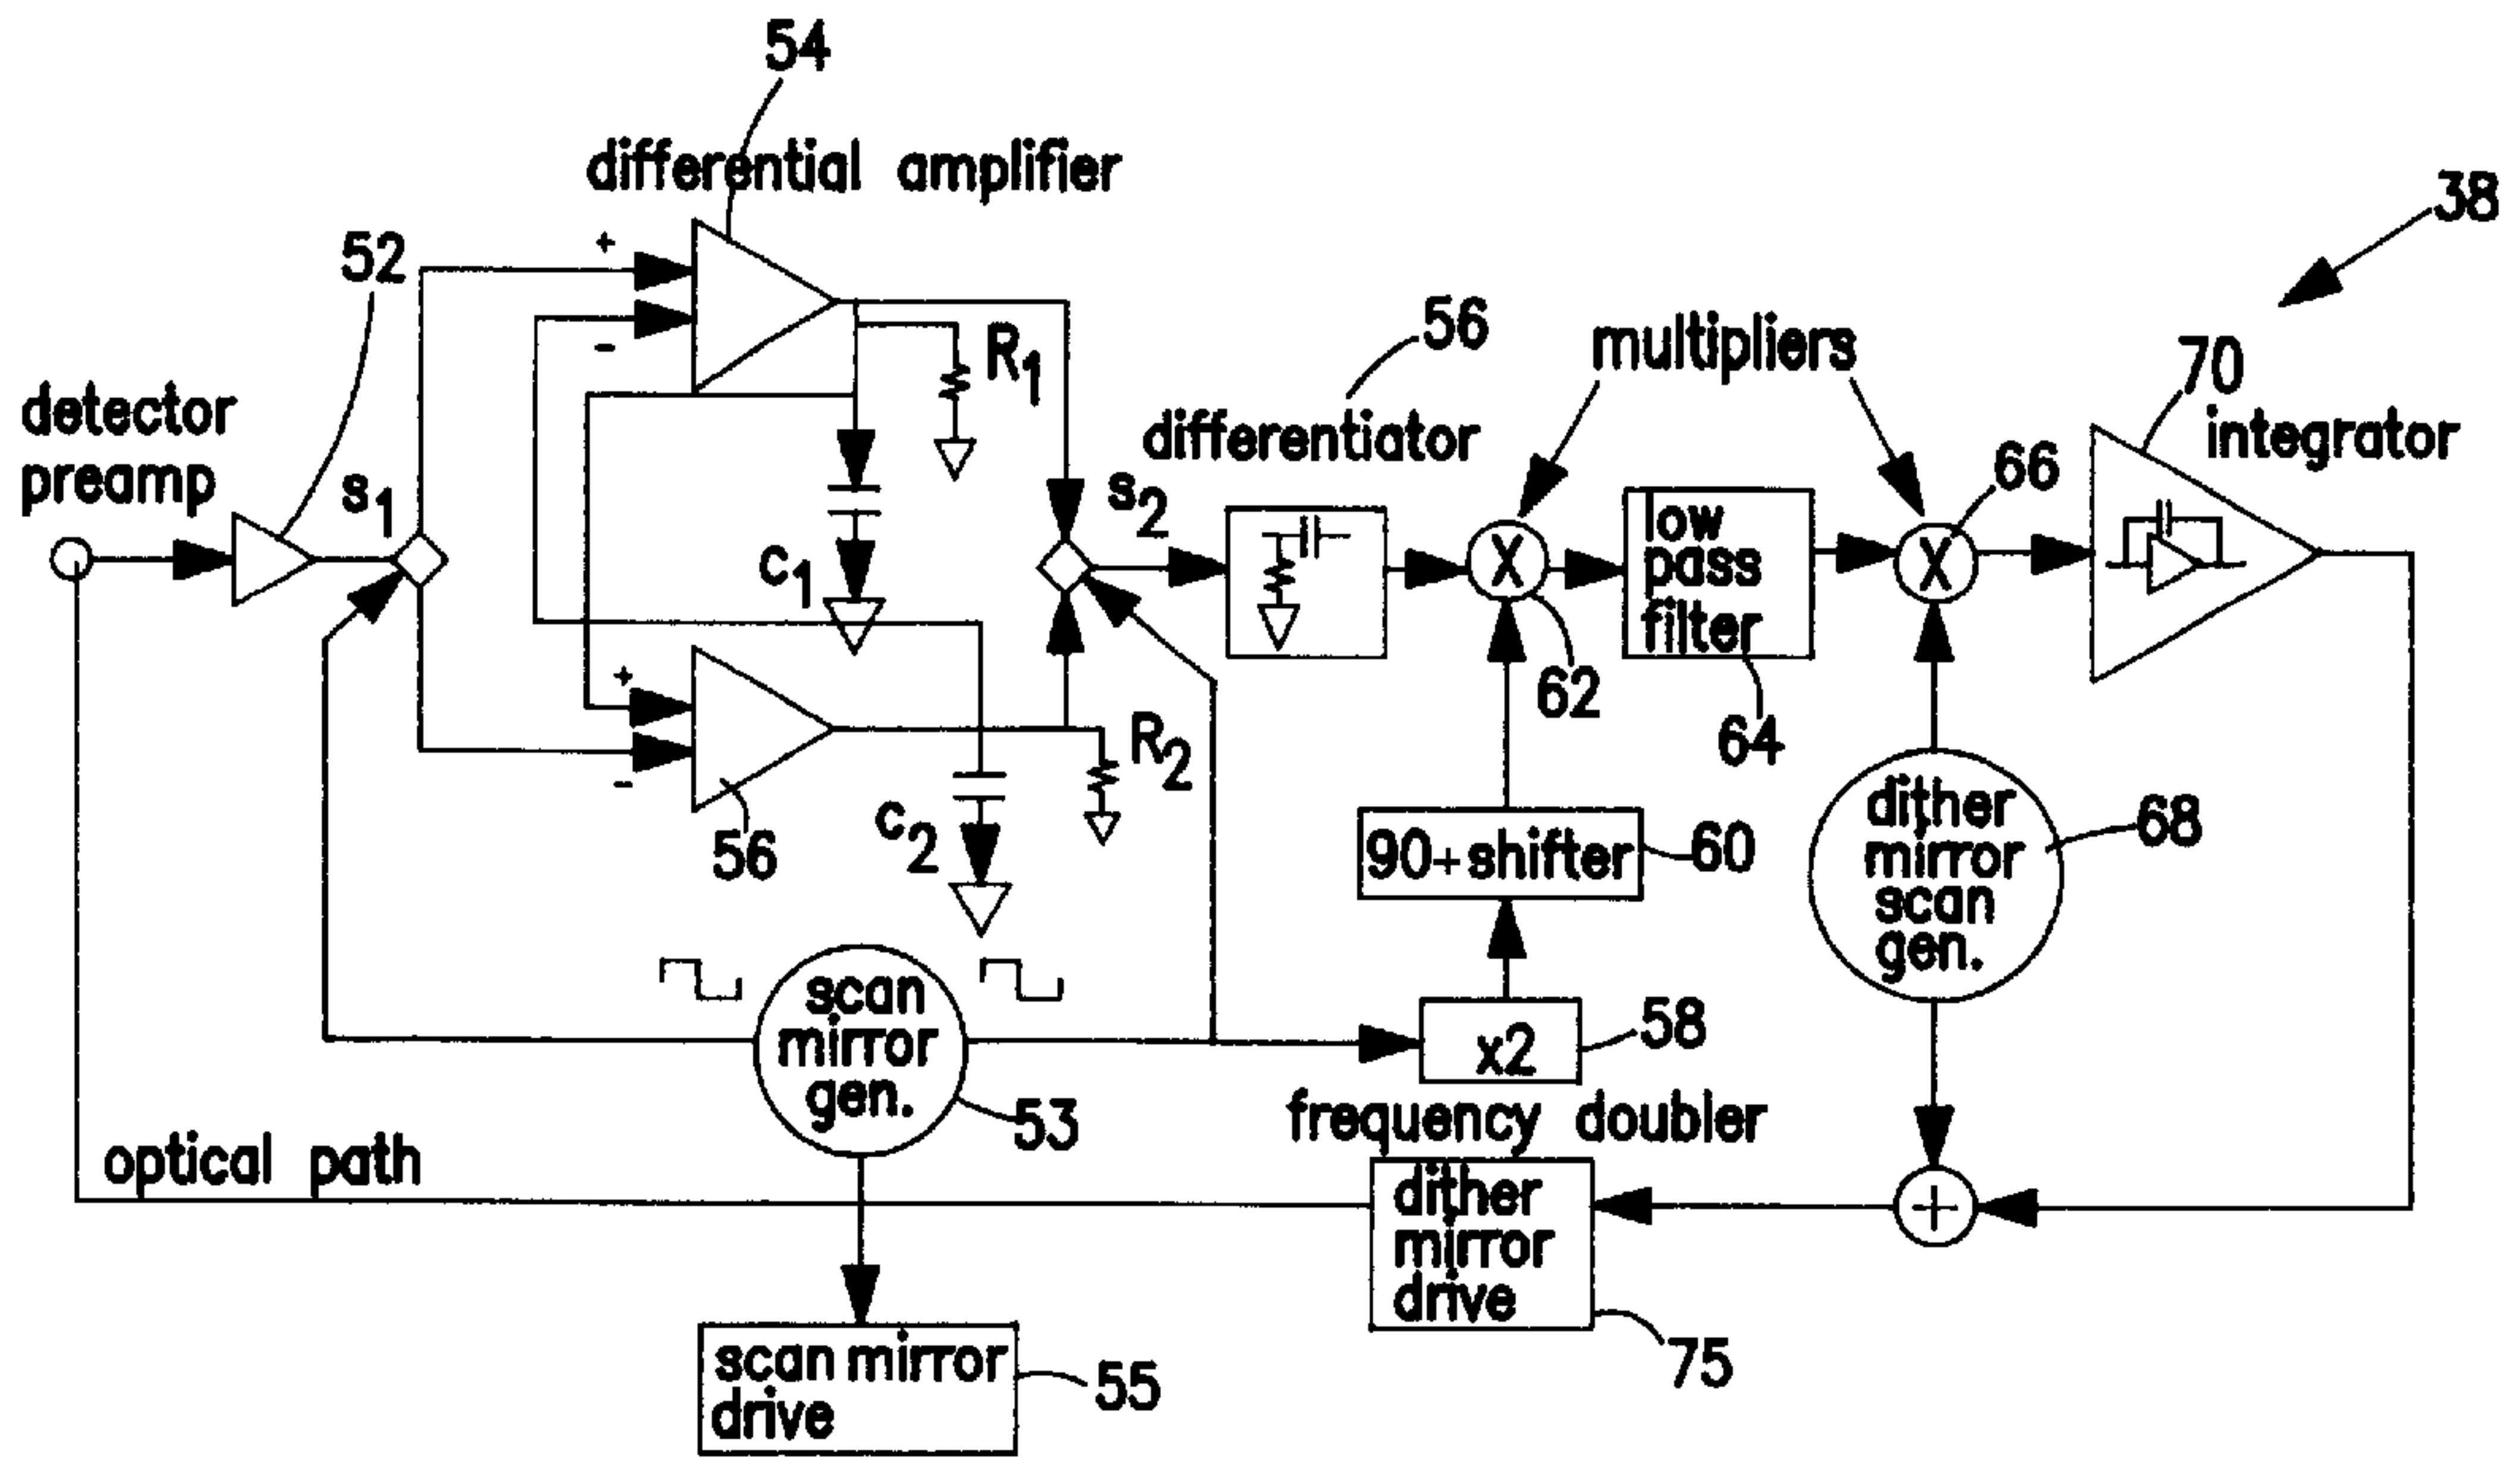 54
differential amplifier
38
52
+
-
R1
56
multipliers
70
integrator
detector
preamp
s1
differentiator
66
s2
X
low
pass
filter
X
c1
62
64
+
-
R2
56
c2
90+shifter
60
dither
mirror
scan
gen.
68
scan
mirror
gen.
53
x2
58
frequency doubler
optical path
dither
mirror
drive
+
75
scan mirror
drive
55